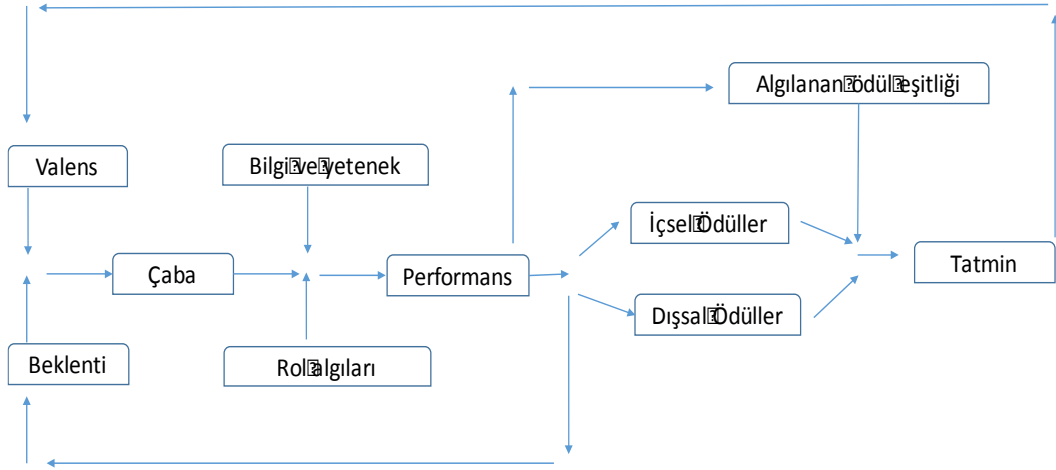 Algılanan ödül eşitliği
Valens
Bilgi ve yetenek
İçsel Ödüller
Çaba
Performans
Tatmin
Dışsal Ödüller
Beklenti
Rol algıları